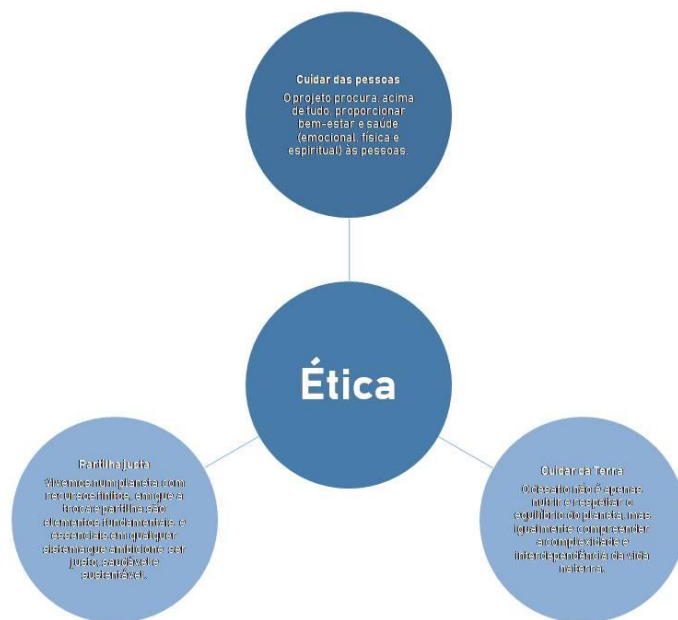 Cuidar das pessoas
O projeto procura, acima
de tudo, proporcionar
bem-estar e saúde
(emocional, física e
espiritual) às pessoas.
Ética
Partilha justa
Vivemos num planeta com
recursos finitos, em que a
troca e partilha são
elementos fundamentais, e
essenciais em qualquer
sistema que ambicione ser
justo, saudável e
sustentável.
Cuidar da Terra
O desafio não é apenas
nutrir e respeitar o
equilíbrio do planeta, mas
igualmente compreender
a complexidade e
interdependência da vida
na terra.